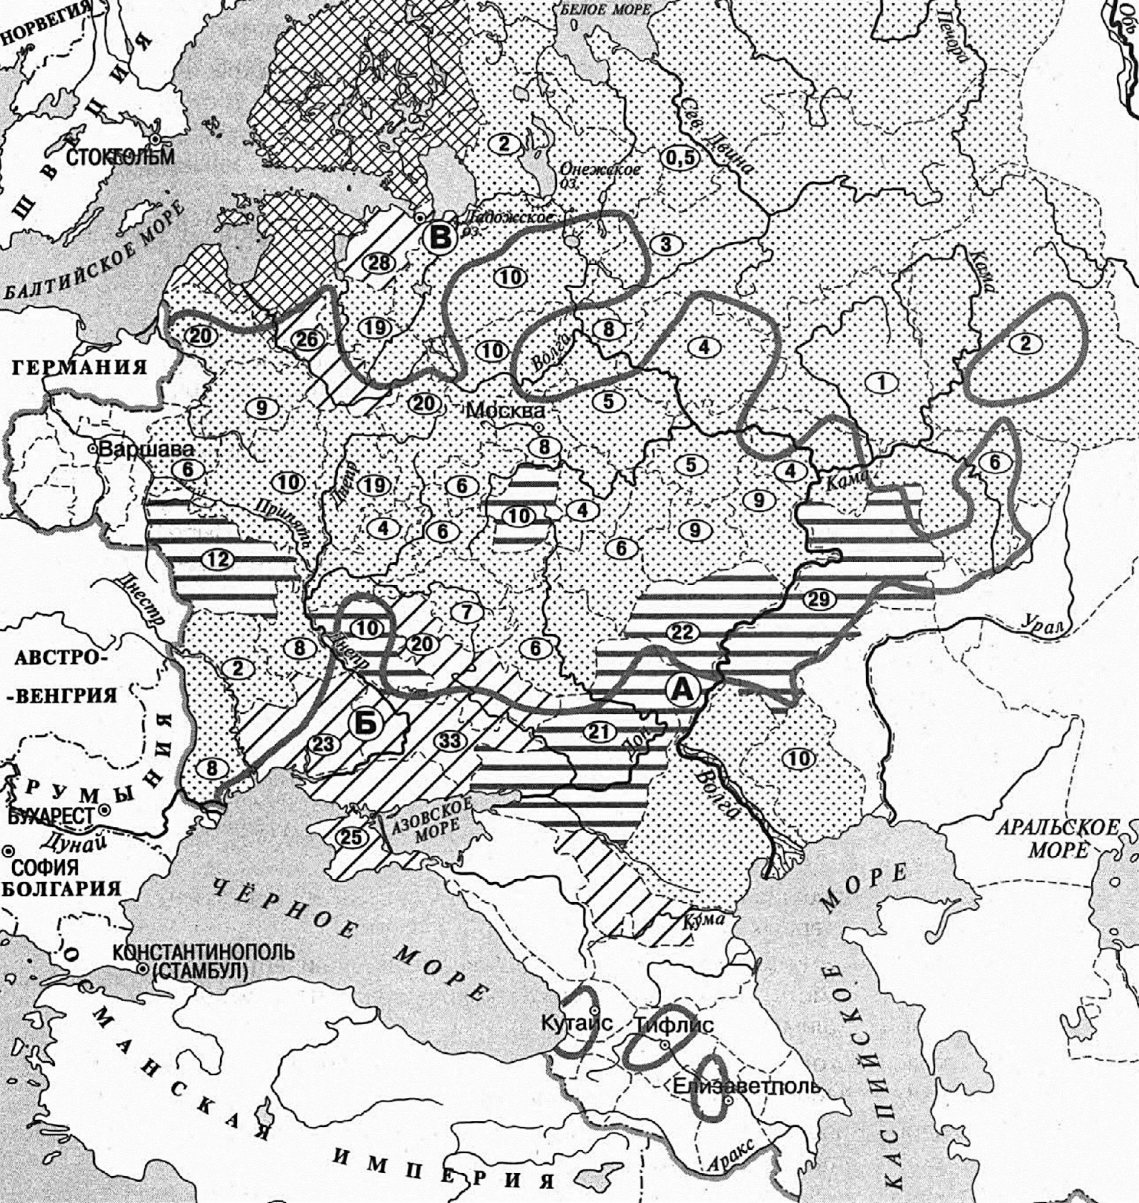 НОРВЕГИЯ
БЕЛОЕ МОРЕ
Печора
Обь
ШВЕЦИЯ
СТОКГОЛЬМ
Сев. Двина
2
0,5
Онежское
оз.
Ладожское
оз.
В
28
3
БАЛТИЙСКОЕ МОРЕ
10
Кама
20
26
19
8
Волга
4
2
10
1
ГЕРМАНИЯ
9
20
Москва
5
8
Варшава
6
10
Днепр
19
6
5
4
6
Кама
9
4
6
10
4
9
Припять
6
12
Днестр
29
7
10
22
Урал
20
8
6
Днепр
2
АВСТРО-
-ВЕНГРИЯ
А
Б
23
33
21
Дон
10
8
Волга
РУМЫНИЯ
БУХАРЕСТ
Дунай
25
АЗОВСКОЕ
МОРЕ
АРАЛЬСКОЕ
МОРЕ
СОФИЯ
БОЛГАРИЯ
ЧЁРНОЕ МОРЕ
Кума
КАСПИЙСКОЕ МОРЕ
КОНСТАНТИНОПОЛЬ
(СТАМБУЛ)
Кутаис
Тифлис
Елизаветполь
Аракс
ОСМАНСКАЯ ИМПЕРИЯ